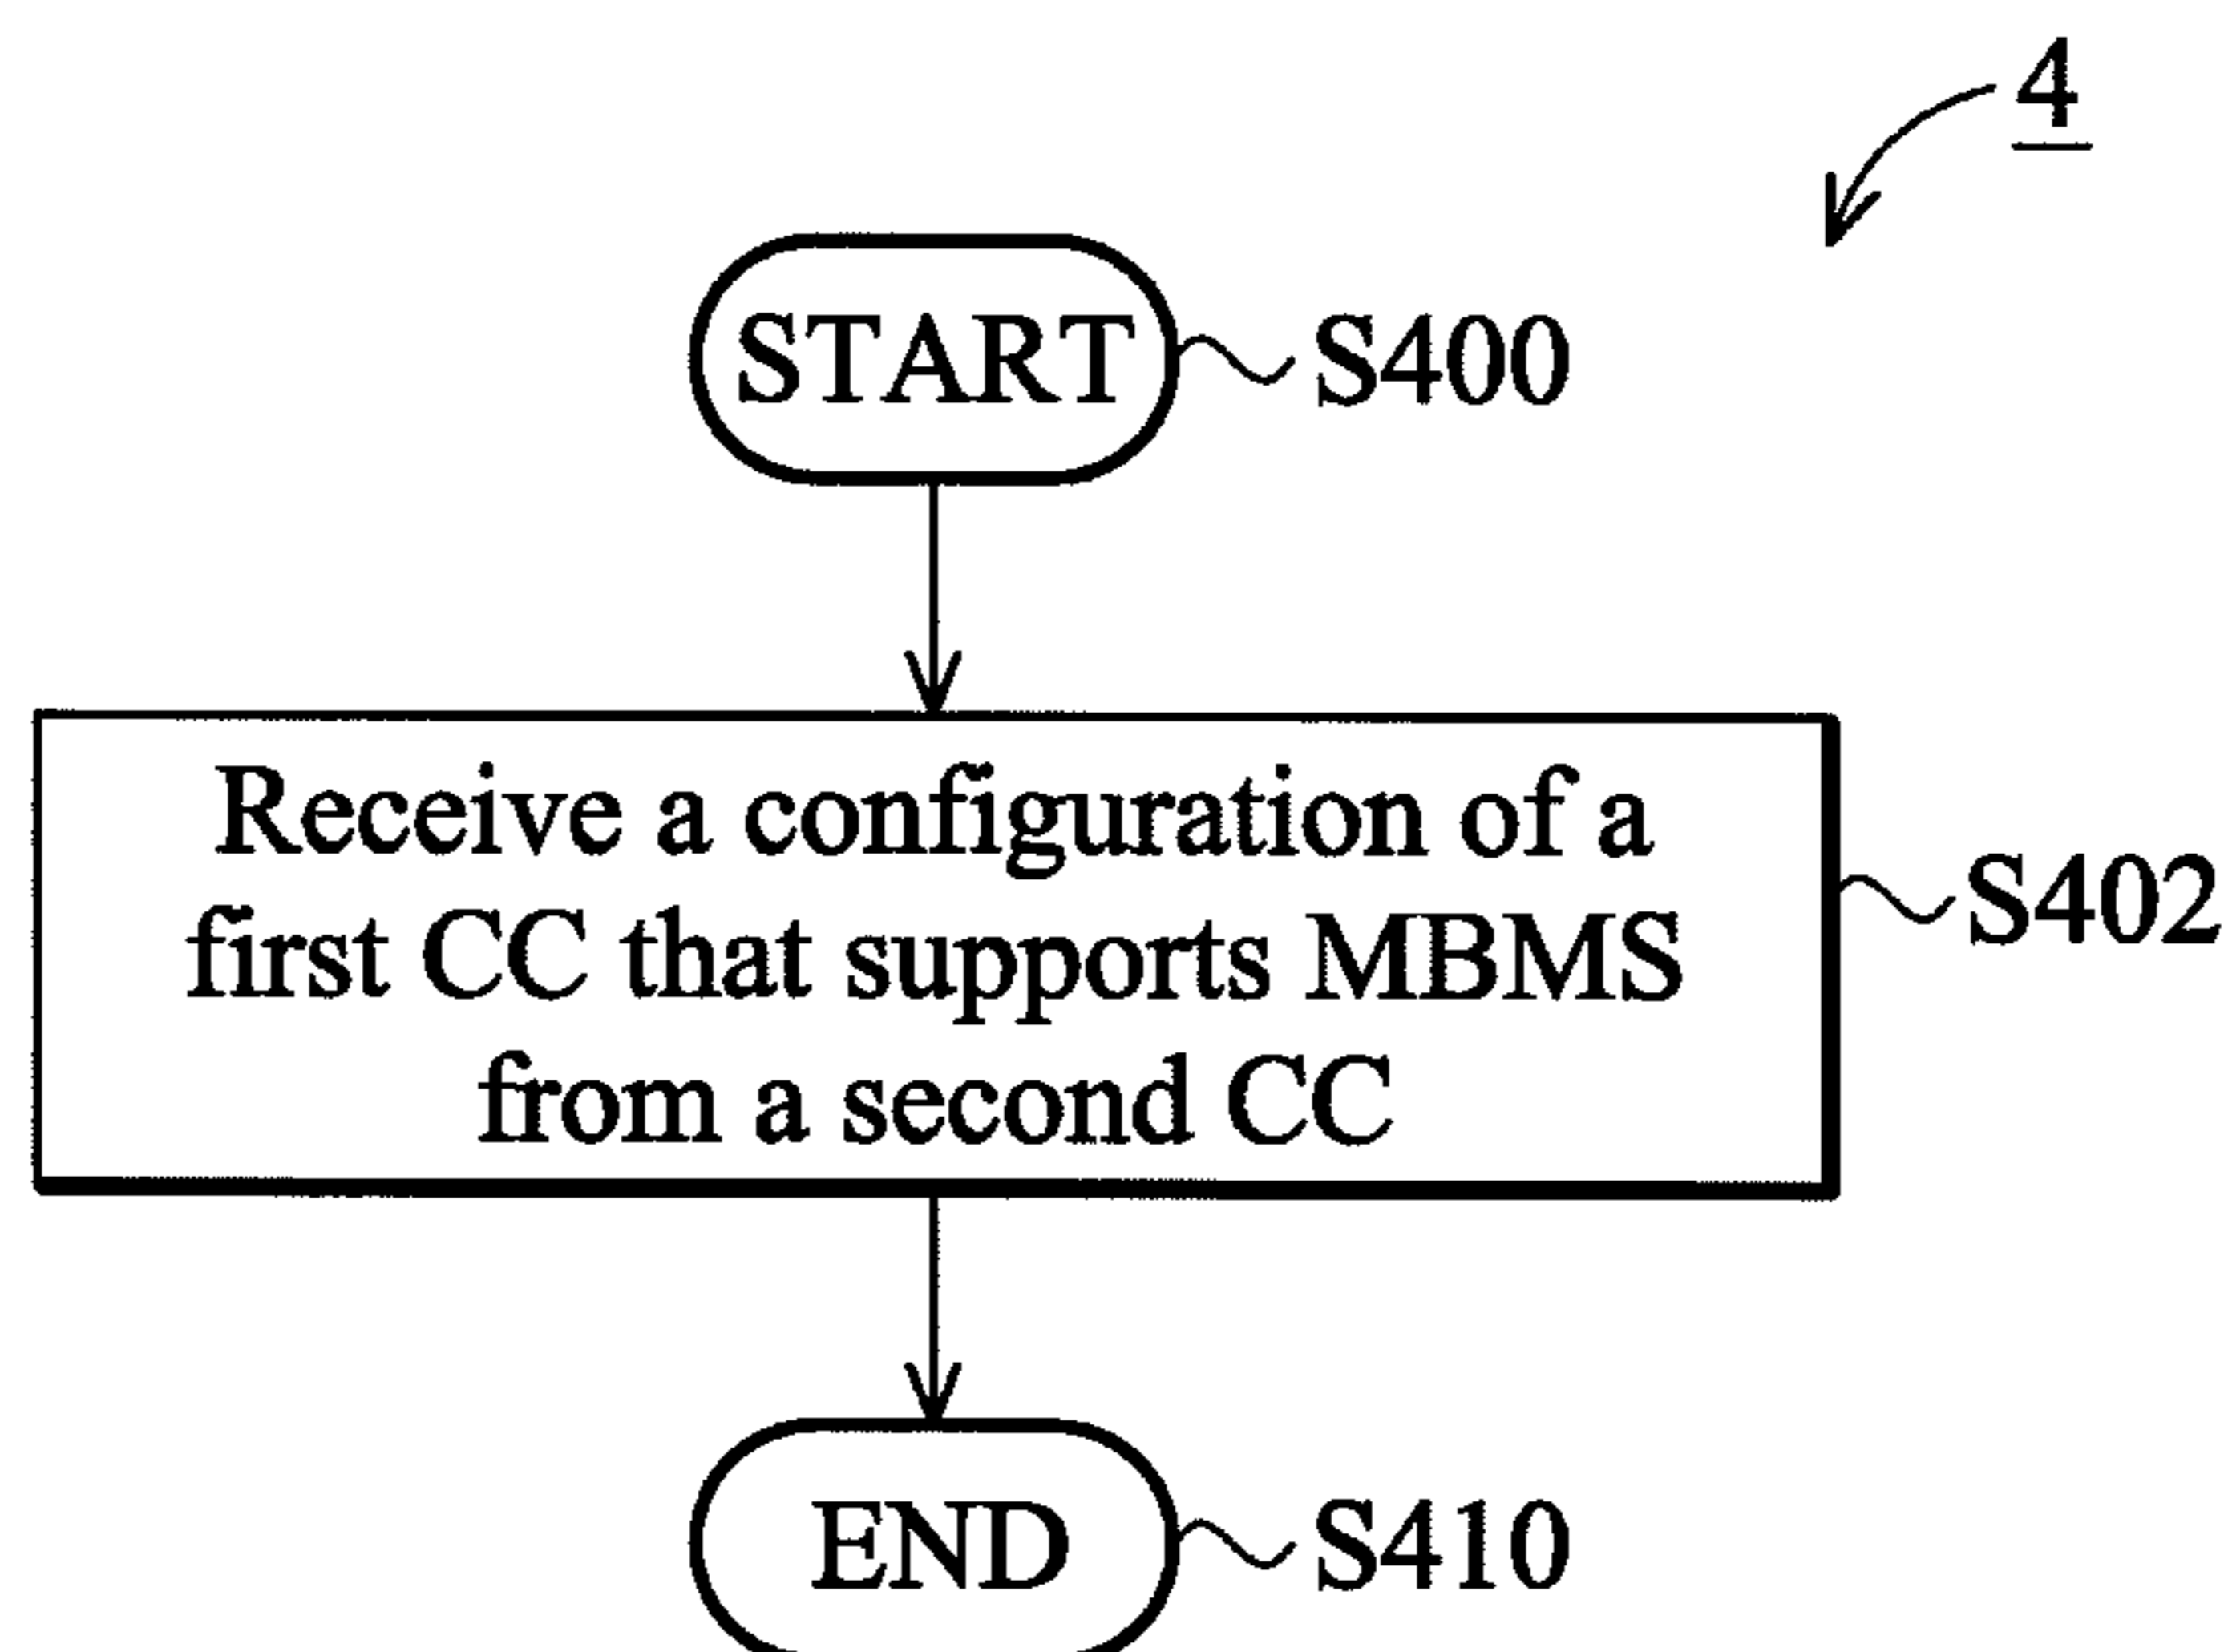 4
START
S400
Receive a configuration of a
first CC that supports MBMS
from a second CC
S402
END
S410